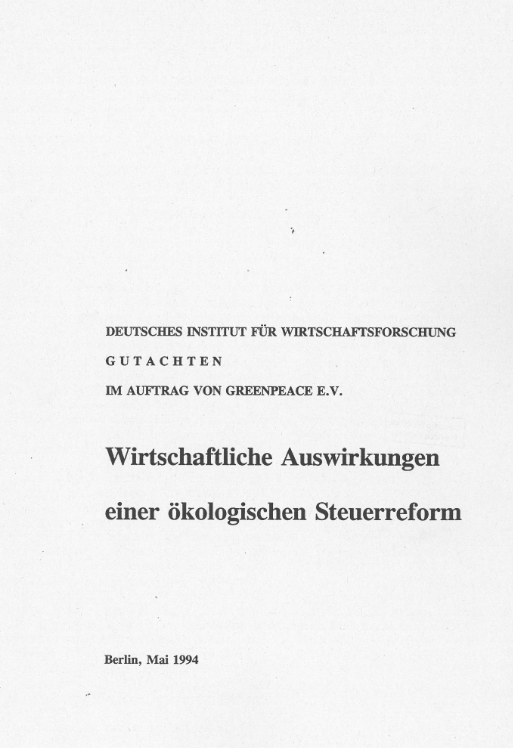 DEUTSCHES INSTITUT FÜR WIRTSCHAFTSFORSCHUNG
GUTACHTEN
IM AUFTRAG VON GREENPEACE E.V.
Wirtschaftliche Auswirkungen
einer ökologischen Steuerreform
Berlin, Mai 1994